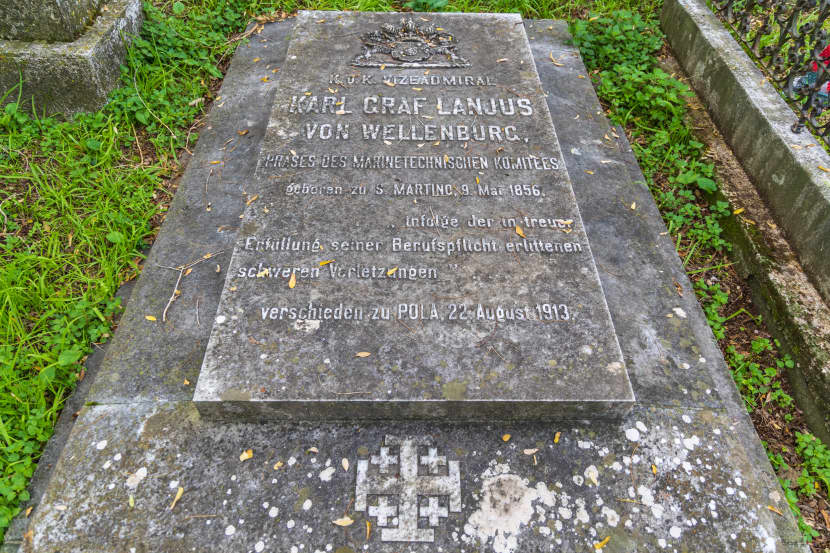 K. u. K. VIZEADMIRAL
KARL GRAF LANJUS
VON WELLENBURG,
PRÄSES DES MARINETECHNISCHEN KOMITEES
geboren zu S. MARTINO, 9. Mai 1856,
infolge der in treuer
Erfüllung seiner Berufspflicht erlittenen
schweren Verletzungen
verschieden zu POLA, 22. August 1913.